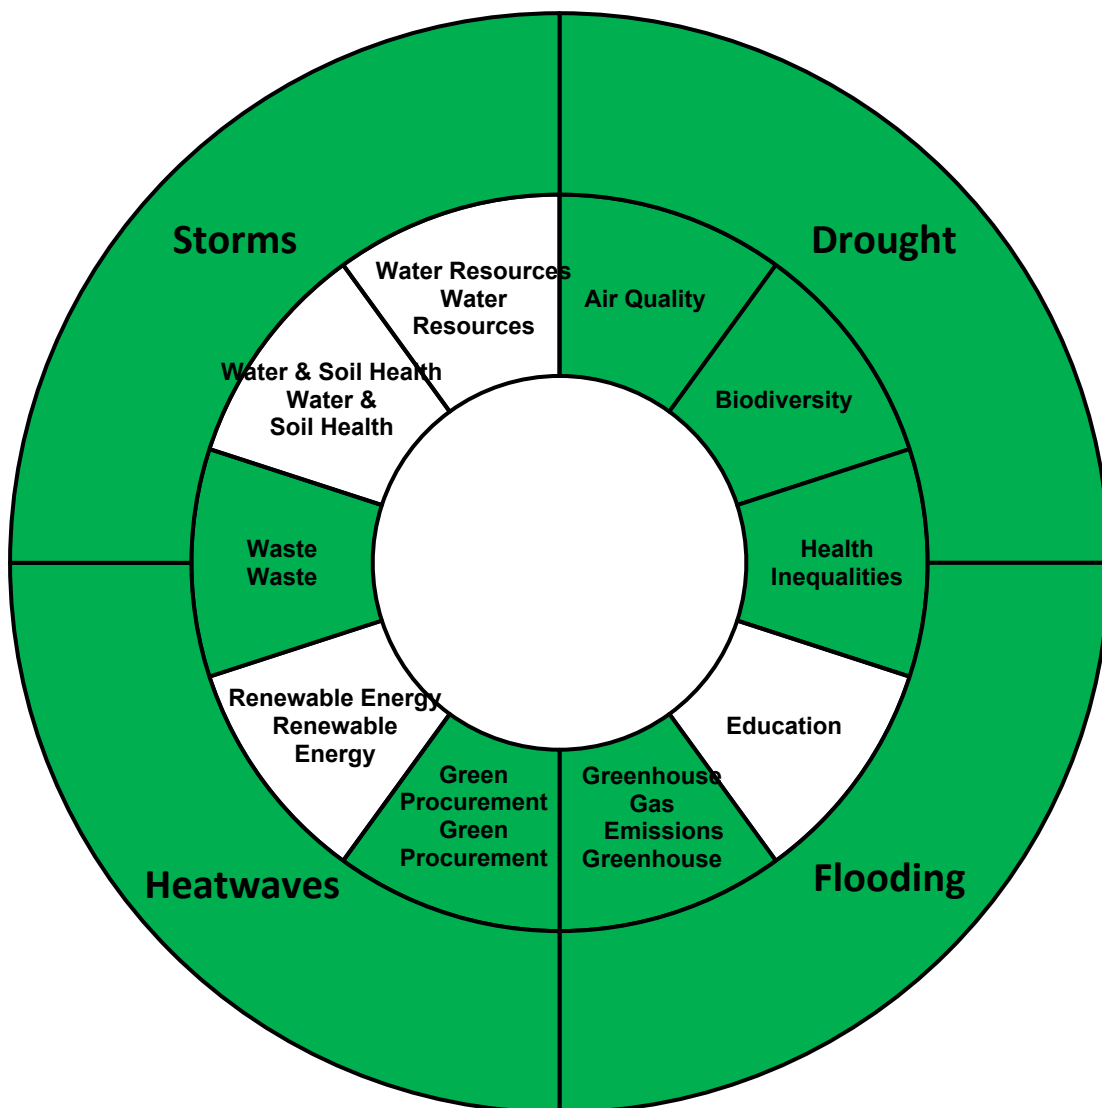 Storms
Drought
Water Resources
Water
Resources
Air Quality
Water & Soil Health
Water &
Soil Health
Biodiversity
Waste
Waste
Health
Inequalities
Renewable Energy
Renewable
Energy
Education
Green
Procurement
Green
Procurement
Greenhouse
Gas
Emissions
Greenhouse
Heatwaves
Flooding